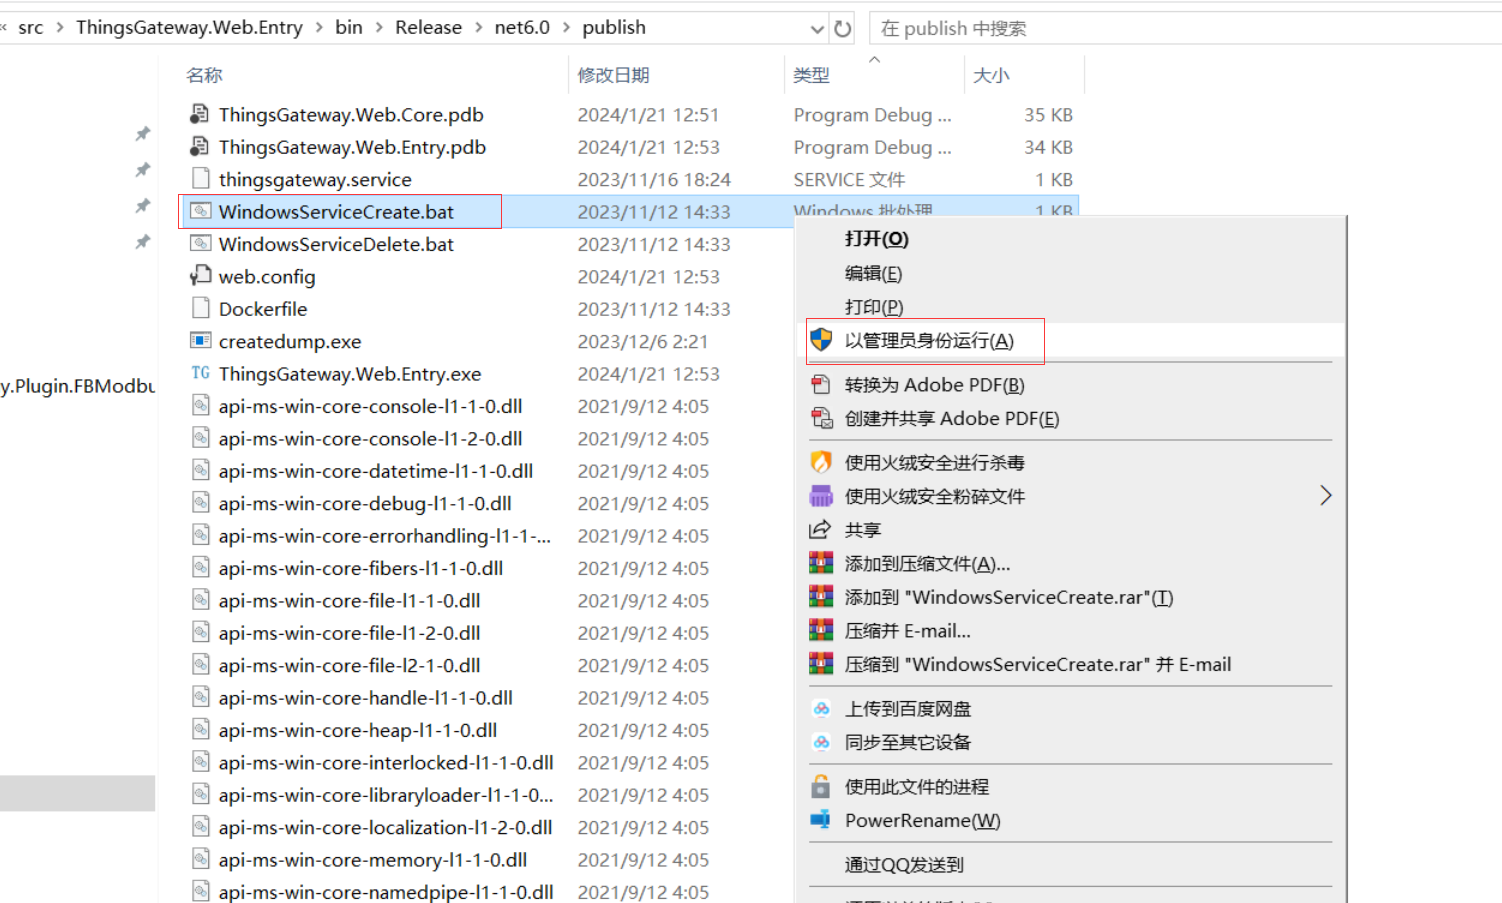 « src › ThingsGateway.Web.Entry › bin › Release › net6.0 › publish
在 publish 中搜索
名称 修改日期 类型 大小
ThingsGateway.Web.Core.pdb 2024/1/21 12:51 Program Debug ... 35 KB
ThingsGateway.Web.Entry.pdb 2024/1/21 12:53 Program Debug ... 34 KB
thingsgateway.service 2023/11/16 18:24 SERVICE 文件 1 KB
WindowsServiceCreate.bat 2023/11/12 14:33 Windows 批处理 1 KB
WindowsServiceDelete.bat 2023/11/12 14:33
web.config 2024/1/21 12:53
Dockerfile 2023/11/12 14:33
createdump.exe 2023/12/6 2:21
y.Plugin.FBModbu
TG ThingsGateway.Web.Entry.exe 2024/1/21 12:53
api-ms-win-core-console-l1-1-0.dll 2021/9/12 4:05
api-ms-win-core-console-l1-2-0.dll 2021/9/12 4:05
api-ms-win-core-datetime-l1-1-0.dll 2021/9/12 4:05
api-ms-win-core-debug-l1-1-0.dll 2021/9/12 4:05
api-ms-win-core-errorhandling-l1-1-... 2021/9/12 4:05
api-ms-win-core-fibers-l1-1-0.dll 2021/9/12 4:05
api-ms-win-core-file-l1-1-0.dll 2021/9/12 4:05
api-ms-win-core-file-l1-2-0.dll 2021/9/12 4:05
api-ms-win-core-file-l2-1-0.dll 2021/9/12 4:05
api-ms-win-core-handle-l1-1-0.dll 2021/9/12 4:05
api-ms-win-core-heap-l1-1-0.dll 2021/9/12 4:05
api-ms-win-core-interlocked-l1-1-0.dll 2021/9/12 4:05
api-ms-win-core-libraryloader-l1-1-0... 2021/9/12 4:05
api-ms-win-core-localization-l1-2-0.dll 2021/9/12 4:05
api-ms-win-core-memory-l1-1-0.dll 2021/9/12 4:05
api-ms-win-core-namedpipe-l1-1-0.dll 2021/9/12 4:05
打开(O)
编辑(E)
打印(P)
以管理员身份运行(A)
转换为 Adobe PDF(B)
创建并共享 Adobe PDF(E)
使用火绒安全进行杀毒
使用火绒安全粉碎文件
共享
添加到压缩文件(A)...
添加到 "WindowsServiceCreate.rar"(T)
压缩并 E-mail...
压缩到 "WindowsServiceCreate.rar" 并 E-mail
上传到百度网盘
同步至其它设备
使用此文件的进程
PowerRename(W)
通过QQ发送到